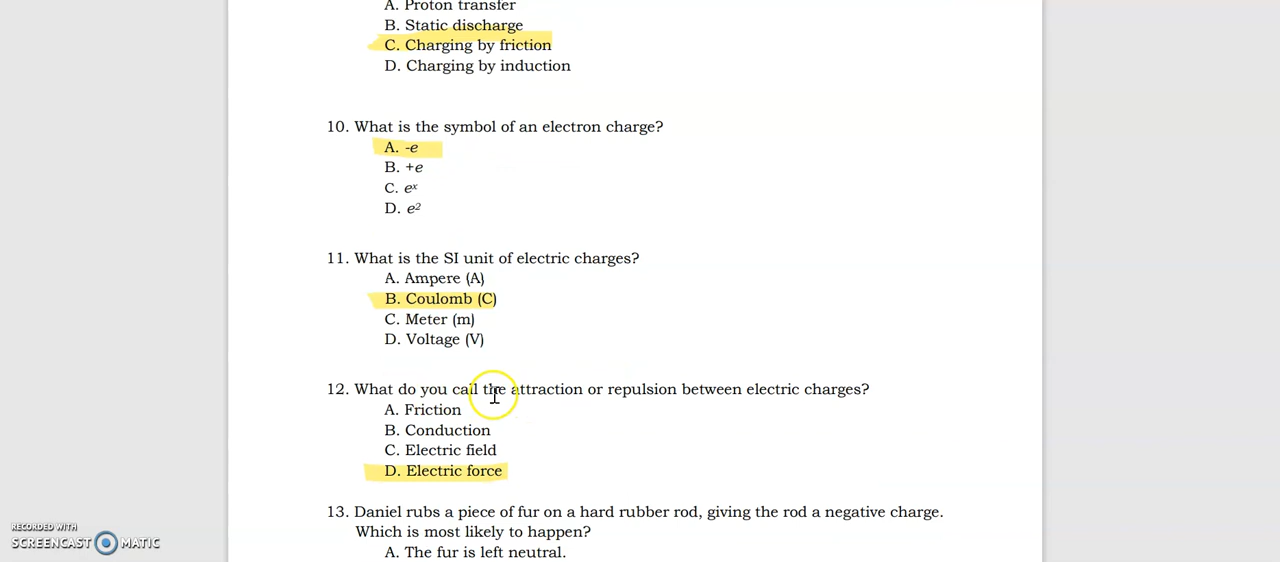 A. Proton transfer
B. Static discharge
C. Charging by friction
D. Charging by induction
10. What is the symbol of an electron charge?
A. -e
B. +e
C. eˣ
D. e²
11. What is the SI unit of electric charges?
A. Ampere (A)
B. Coulomb (C)
C. Meter (m)
D. Voltage (V)
12. What do you call the attraction or repulsion between electric charges?
A. Friction
B. Conduction
C. Electric field
D. Electric force
13. Daniel rubs a piece of fur on a hard rubber rod, giving the rod a negative charge.
Which is most likely to happen?
A. The fur is left neutral.
RECORDED WITH
SCREENCAST MATIC